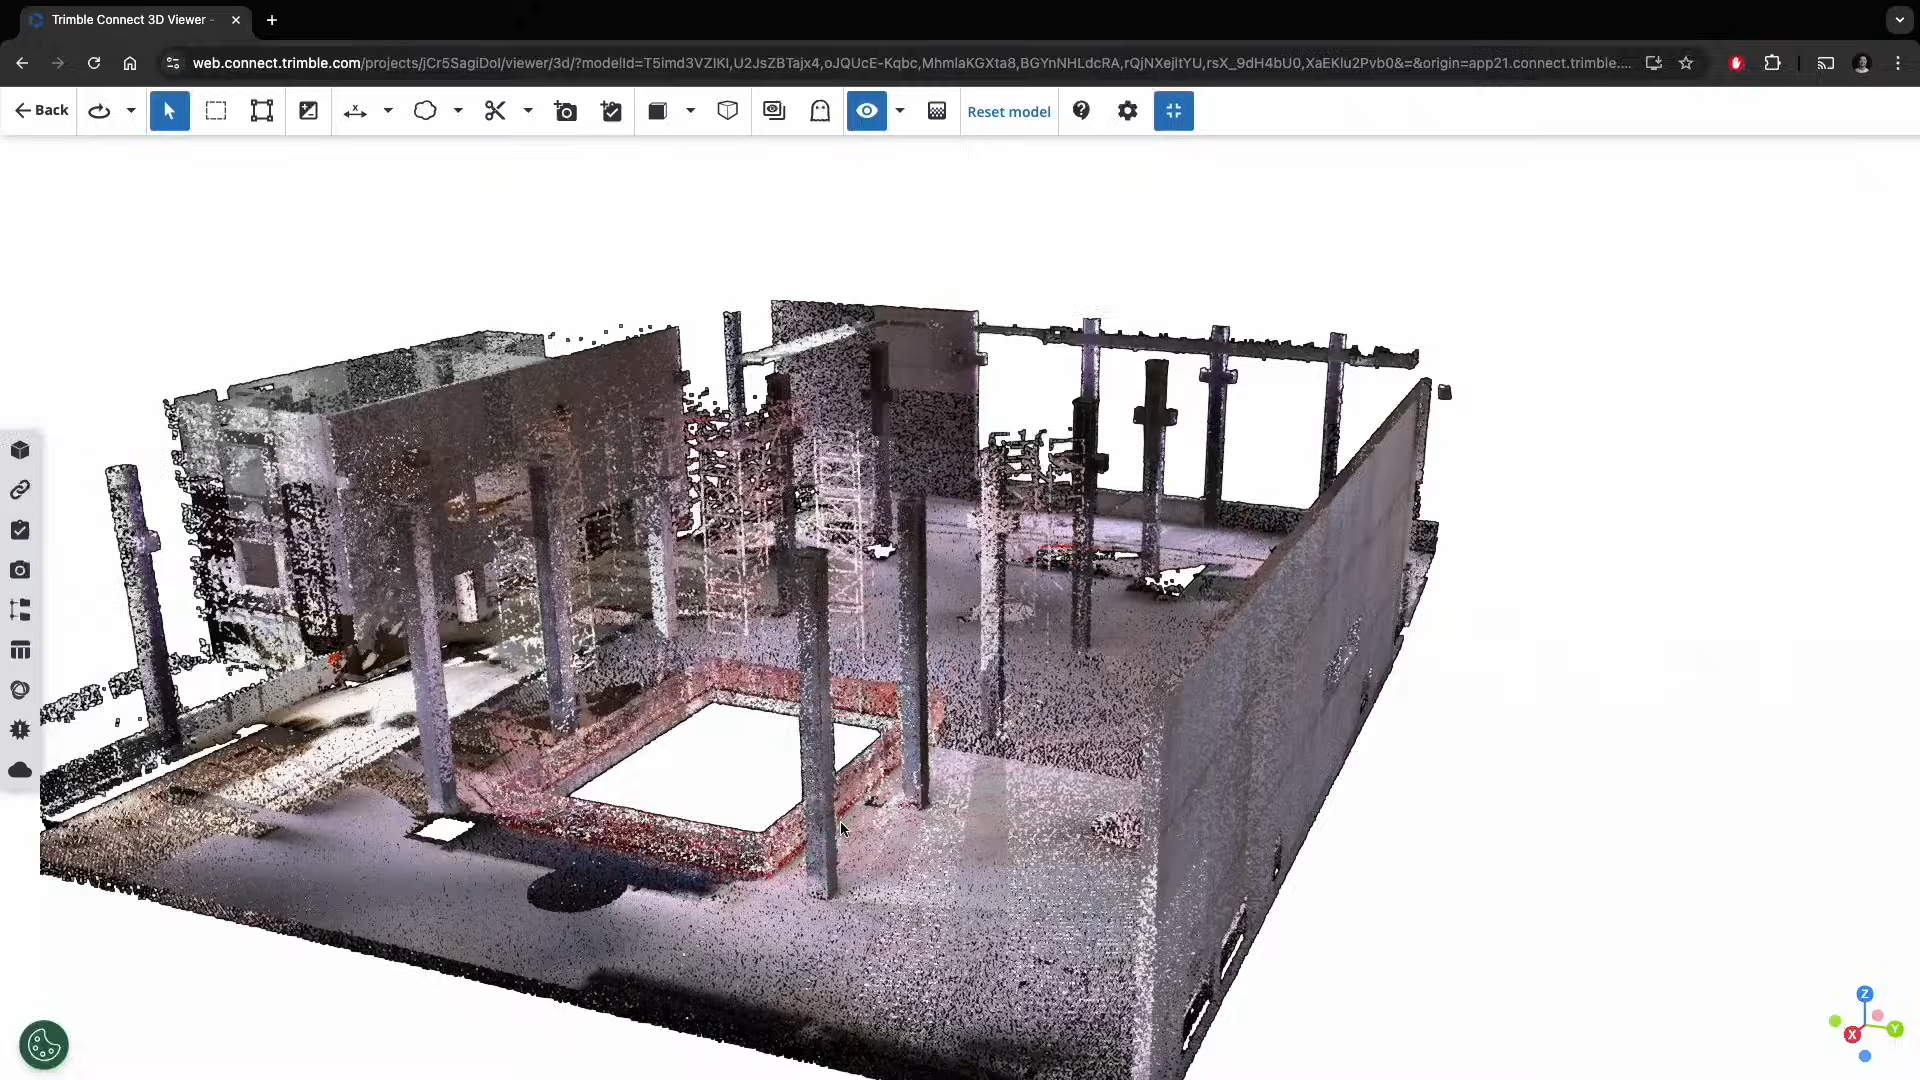 Trimble Connect 3D Viewer -
web.connect.trimble.com/projects/jCr5SagiDoI/viewer/3d/?modelId=T5imd3VZIKI,U2JsZBTajx4,oJQUcE-Kqbc,MhmlaKGXta8,BGYnNHLdcRA,rQjNXejltYU,rsX_9dH4bU0,XaEKlu2Pvb0&=&origin=app21.connect.trimble....
Back
Reset model
Z
Y
X